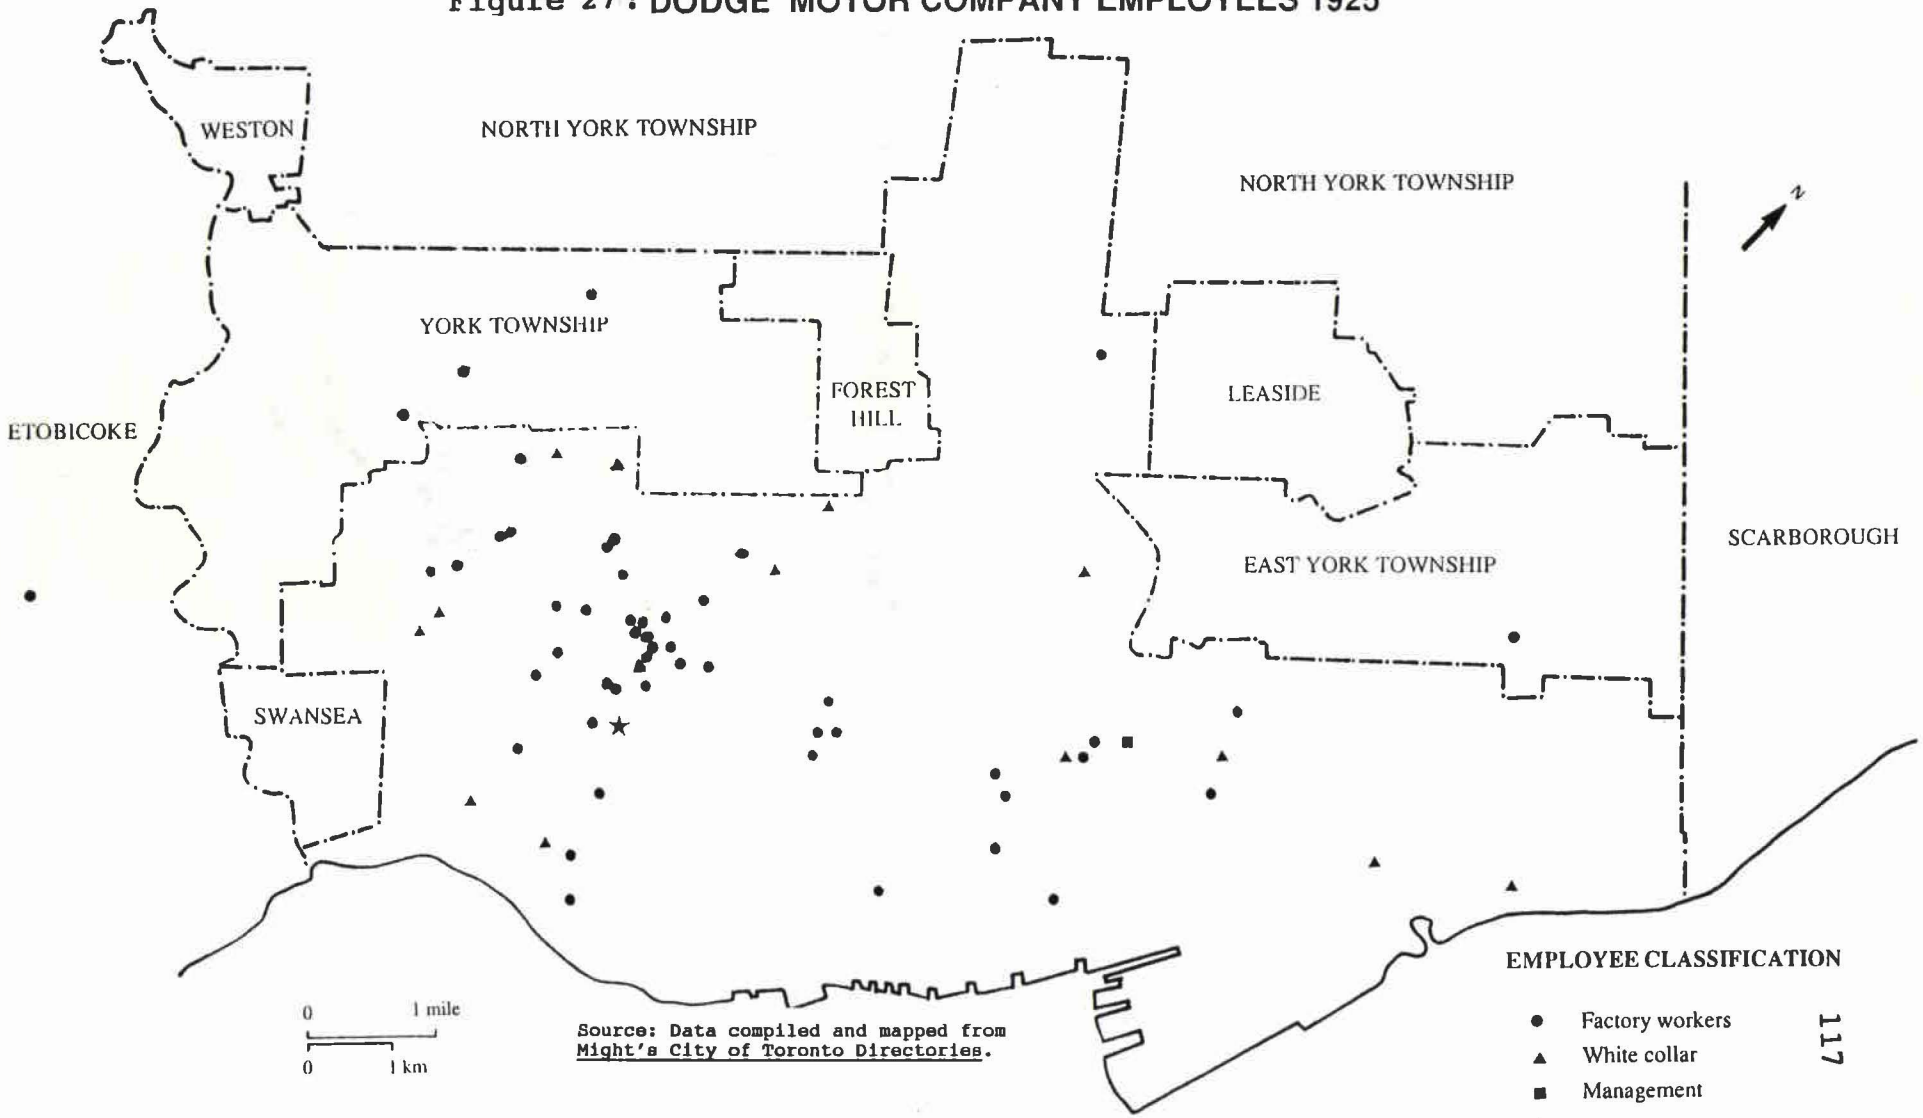 Figure 27: DODGE MOTOR COMPANY EMPLOYEES 1925
WESTON
NORTH YORK TOWNSHIP
NORTH YORK TOWNSHIP
N
YORK TOWNSHIP
FOREST
HILL
LEASIDE
ETOBICOKE
SCARBOROUGH
EAST YORK TOWNSHIP
SWANSEA
EMPLOYEE CLASSIFICATION
Factory workers
White collar
Management
0 1 mile
0 1 km
Source: Data compiled and mapped from
Might's City of Toronto Directories.
117